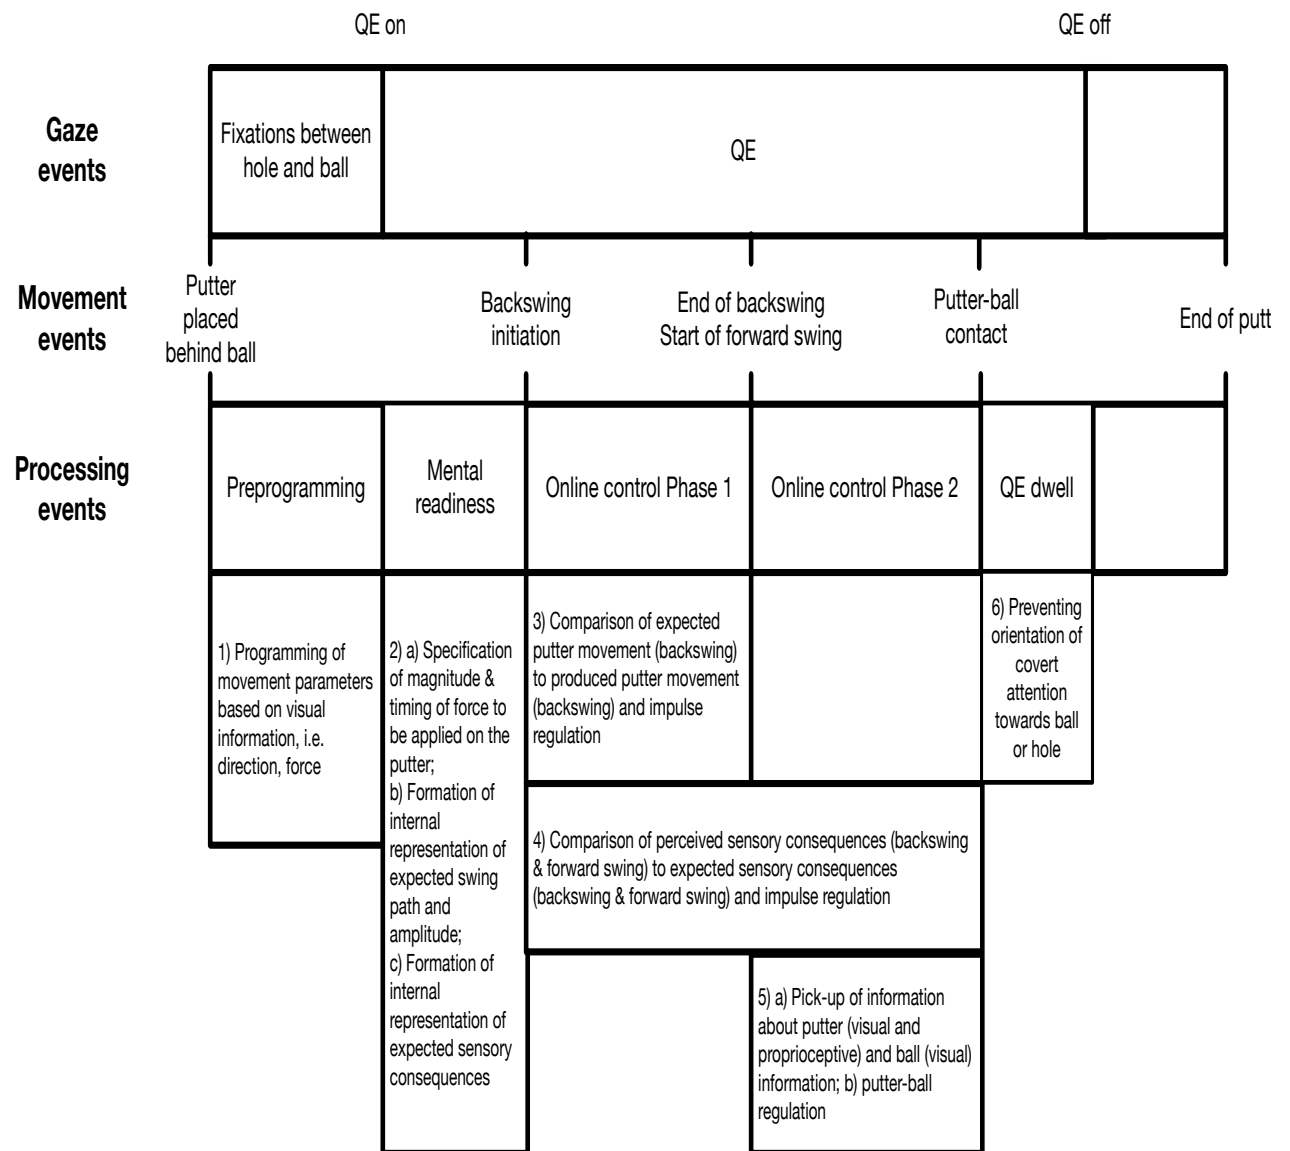 QE on
QE off
Gaze
events
Fixations between
hole and ball
QE
Movement
events
Putter
placed
behind ball
Backswing
initiation
End of backswing
Start of forward swing
Putter-ball
contact
End of putt
Processing
events
Preprogramming
Mental
readiness
Online control Phase 1
Online control Phase 2
QE dwell
1) Programming of
movement parameters
based on visual
information, i.e.
direction, force
2) a) Specification
of magnitude &
timing of force to
be applied on the
putter;
b) Formation of
internal
representation of
expected swing
path and
amplitude;
c) Formation of
internal
representation of
expected sensory
consequences
3) Comparison of expected
putter movement (backswing)
to produced putter movement
(backswing) and impulse
regulation
4) Comparison of perceived sensory consequences (backswing
& forward swing) to expected sensory consequences
(backswing & forward swing) and impulse regulation
5) a) Pick-up of information
about putter (visual and
proprioceptive) and ball (visual)
information; b) putter-ball
regulation
6) Preventing
orientation of
covert
attention
towards ball
or hole